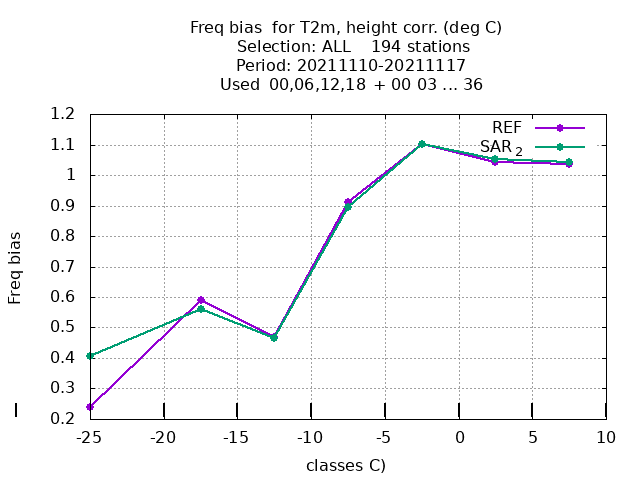 Freq bias for T2m, height corr. (deg C)
Selection: ALL 194 stations
Period: 20211110-20211117
Used 00,06,12,18 + 00 03 ... 36
REF
SAR 2
1.2
1.1
1
0.9
0.8
0.7
0.6
0.5
0.4
0.3
0.2
Freq bias
-25 -20 -15 -10 -5 0 5 10
classes C)